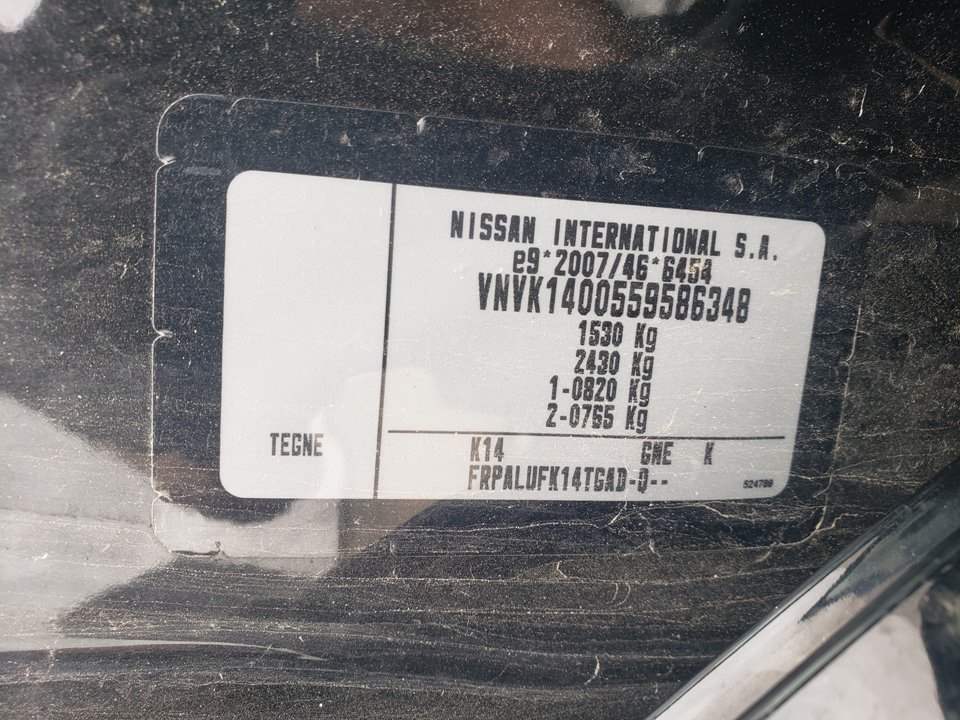 NISSAN INTERNATIONAL S.A.
e9*2007/46*6454
VNVK1400559586348
1530 Kg
2430 Kg
1-0820 Kg
2-0765 Kg
TEGNE
K14 GNE K
FRPALUFK14TGAD-Q--
524788